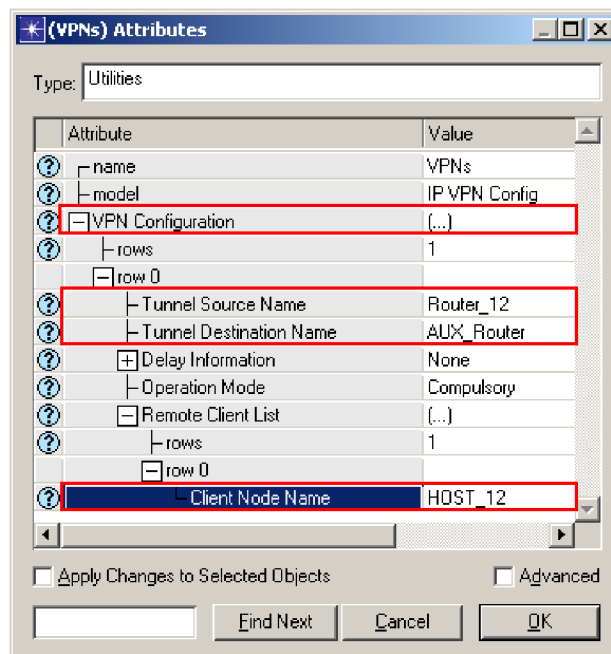 (VPNs) Attributes
Type: Utilities
Attribute Value
name VPNs
model IP VPN Config
VPN Configuration (...)
rows 1
row 0
Tunnel Source Name Router_12
Tunnel Destination Name AUX_Router
Delay Information None
Operation Mode Compulsory
Remote Client List (...)
rows 1
row 0
Client Node Name HOST_12
Apply Changes to Selected Objects Advanced
Find Next Cancel OK